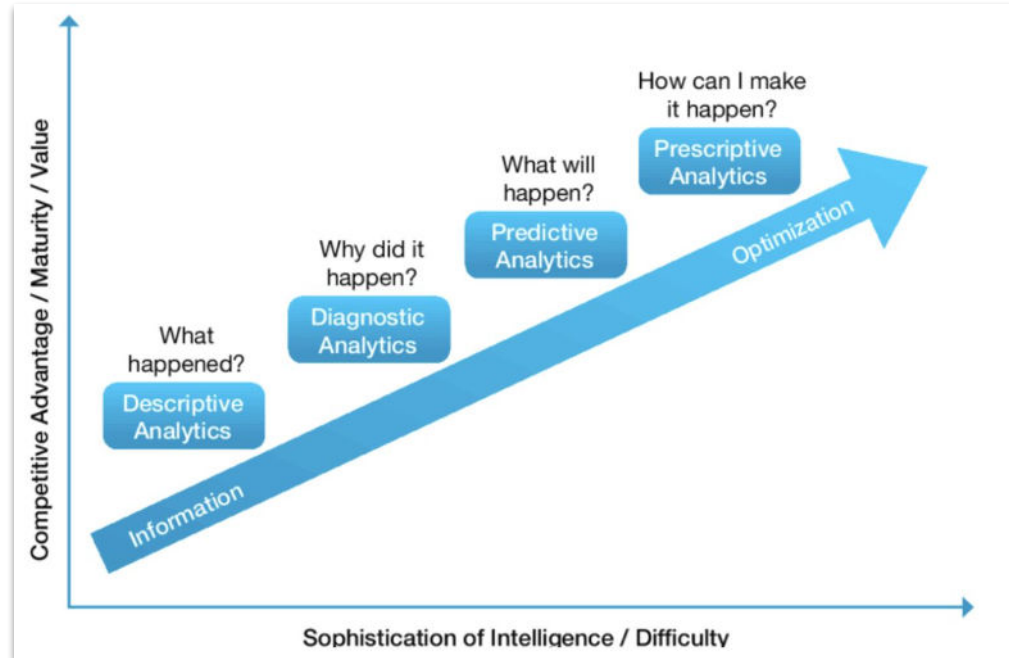 How can I make
it happen?
Prescriptive
Analytics
What will
happen?
Predictive
Analytics
Why did it
happen?
Diagnostic
Analytics
What
happened?
Descriptive
Analytics
Information
Optimization
Competitive Advantage / Maturity / Value
Sophistication of Intelligence / Difficulty